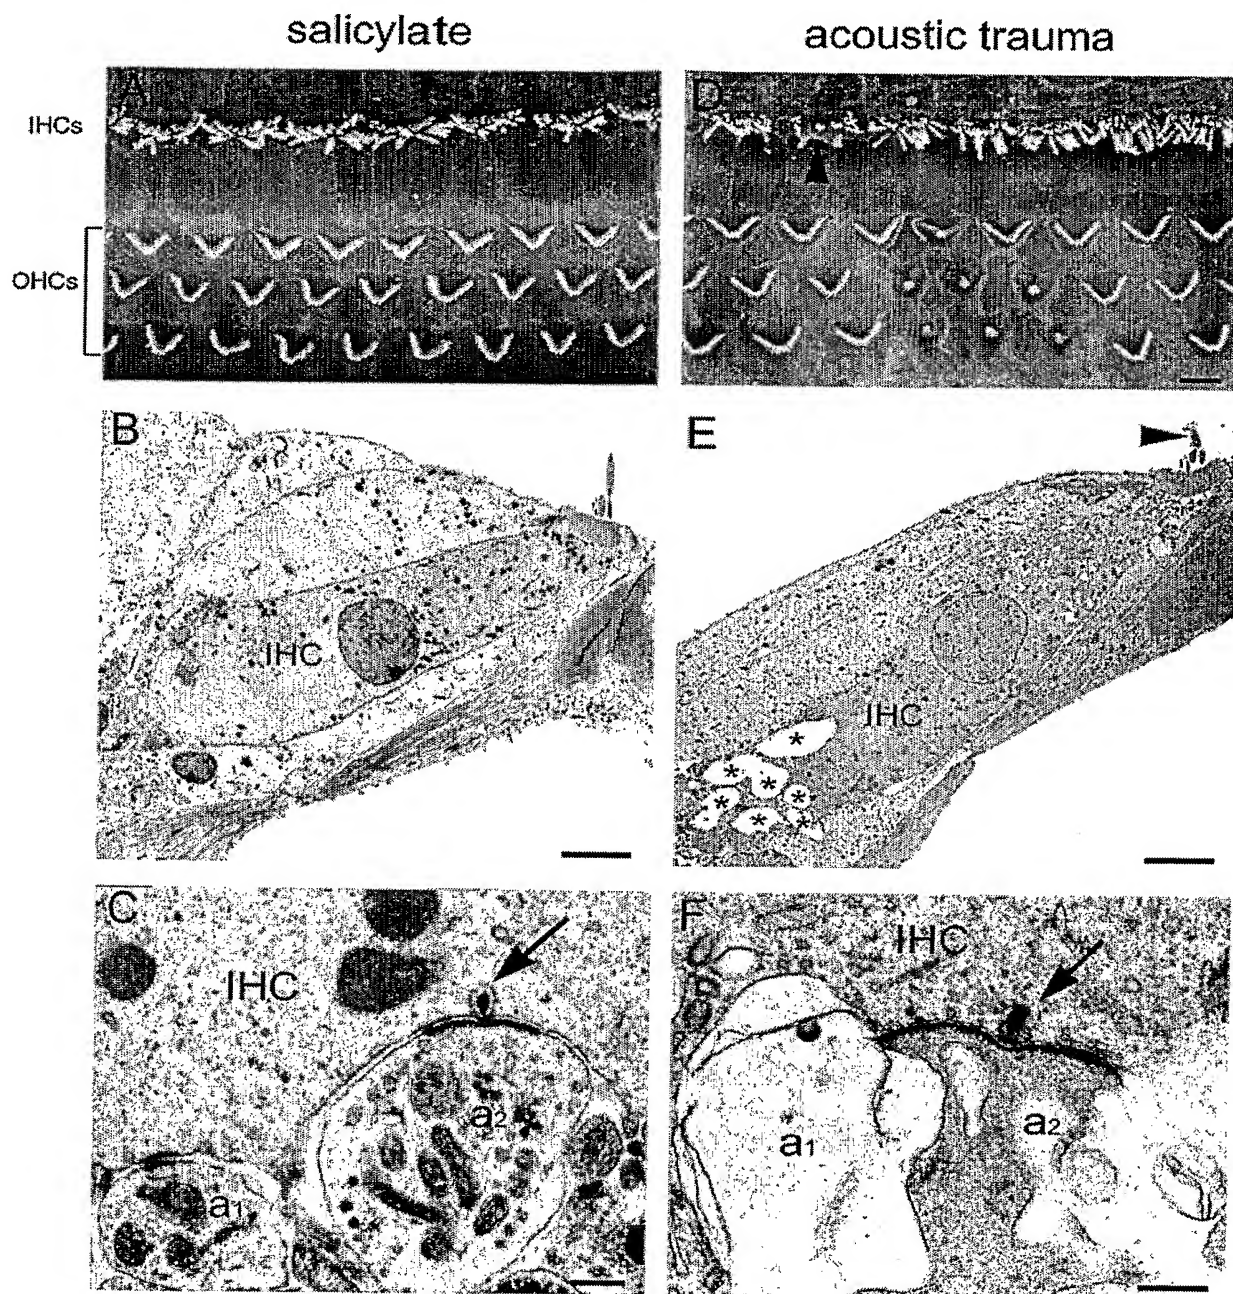 salicylate
acoustic trauma
A
D
IHCs
OHCs
B
E
IHC
IHC
* * * * * * * *
C
F
IHC
IHC
a2
a1
a1
a2